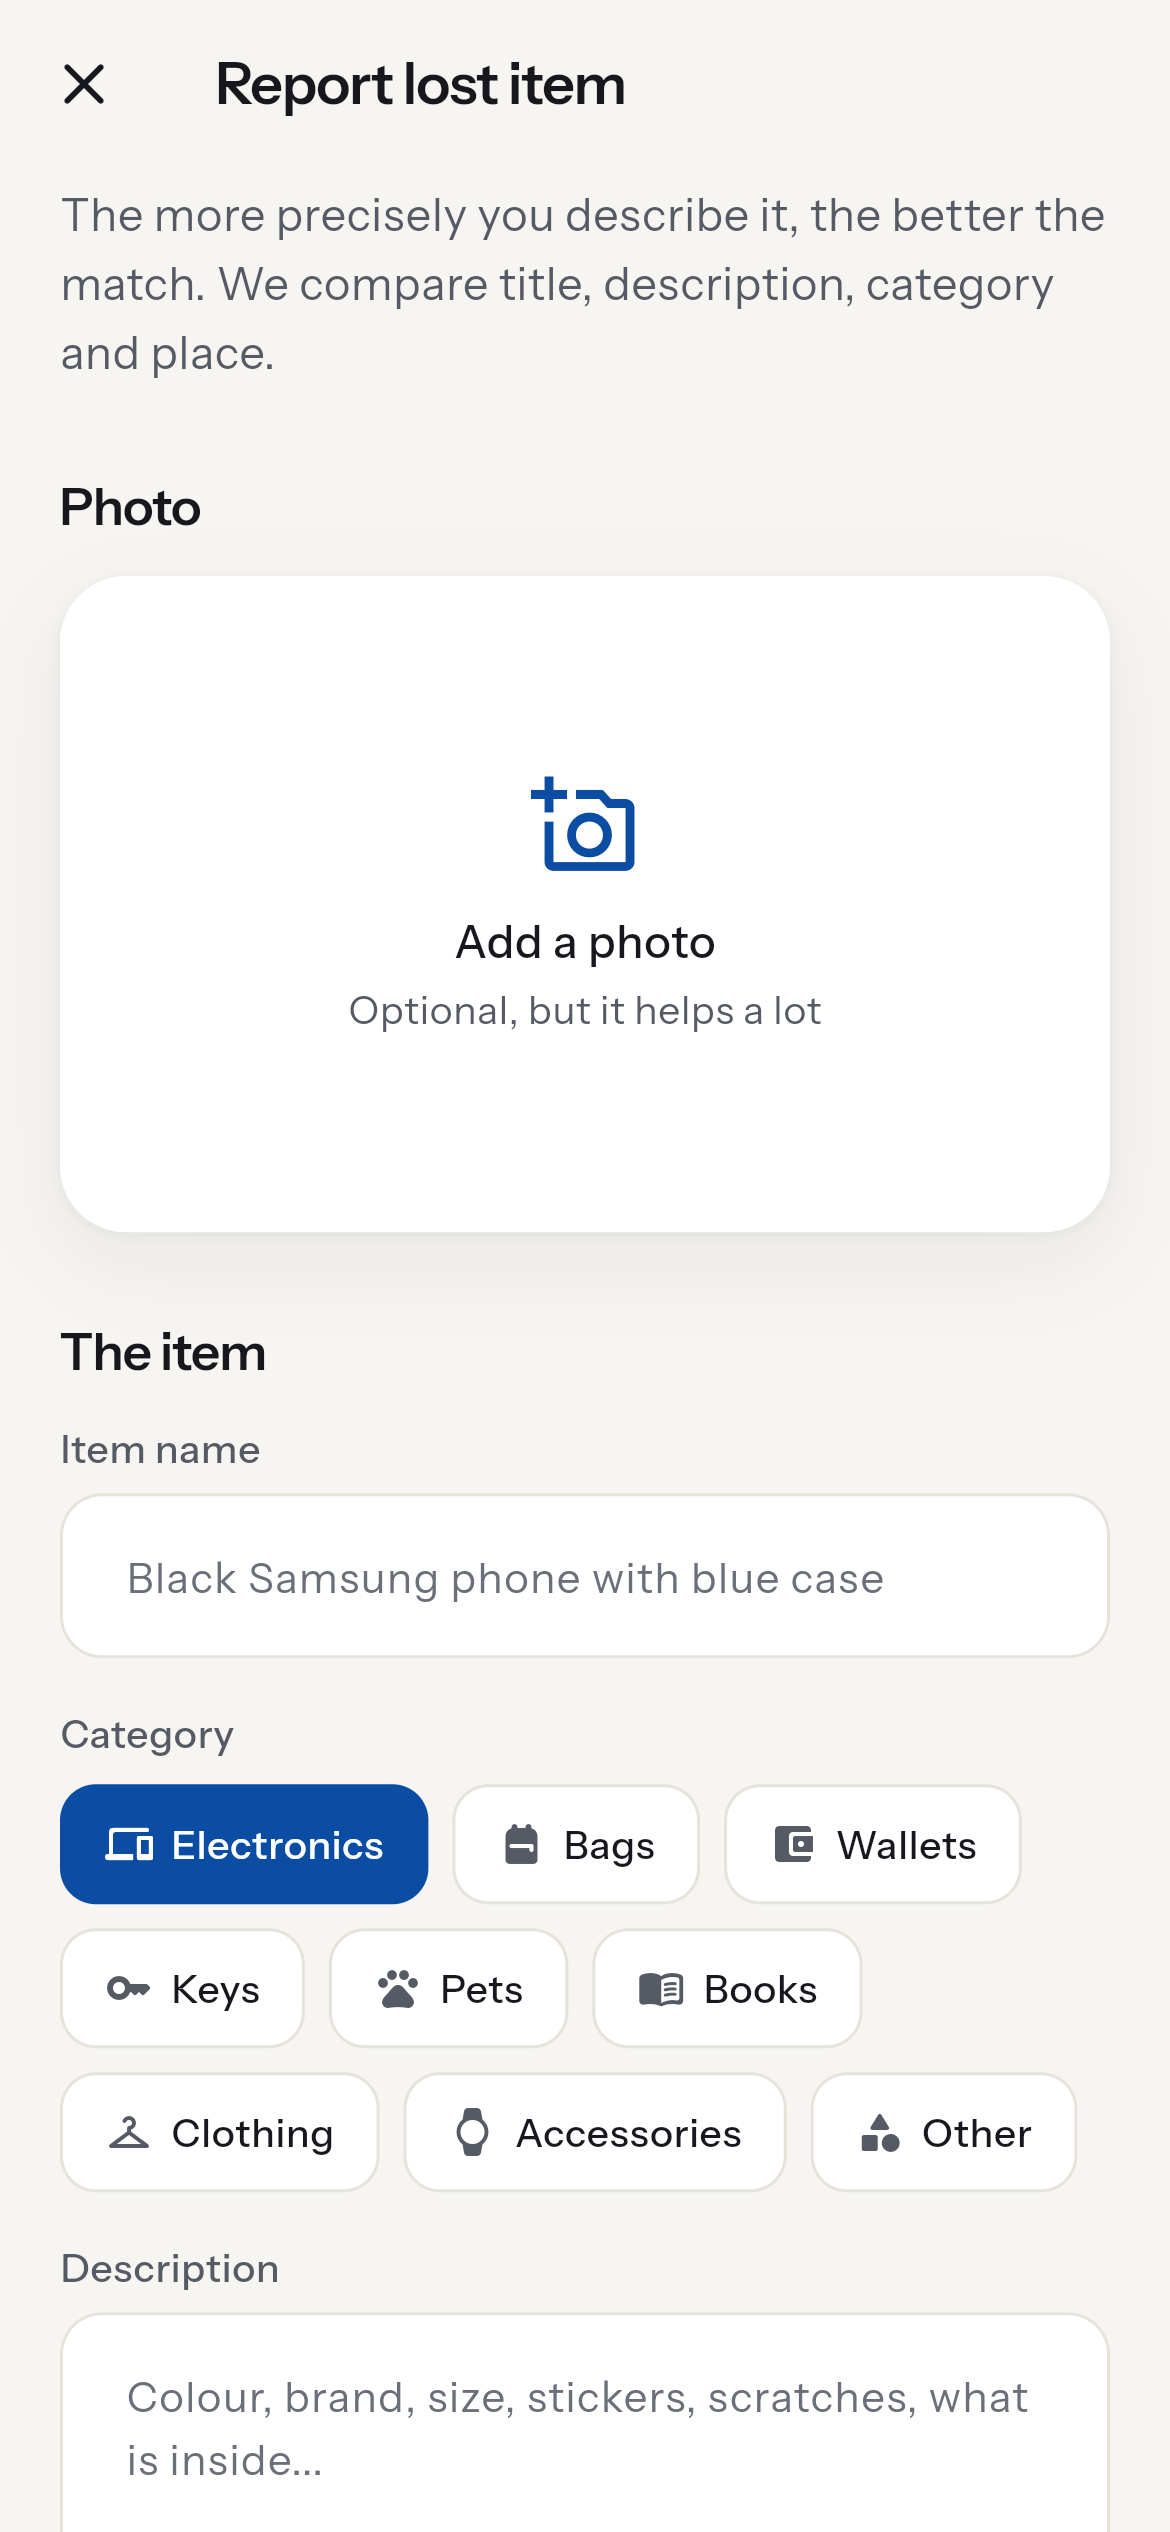 Report lost item
The more precisely you describe it, the better the
match. We compare title, description, category
and place.
Photo
Add a photo
Optional, but it helps a lot
The item
Item name
Black Samsung phone with blue case
Category
Electronics
Bags
Wallets
Keys
Pets
Books
Clothing
Accessories
Other
Description
Colour, brand, size, stickers, scratches, what
is inside...